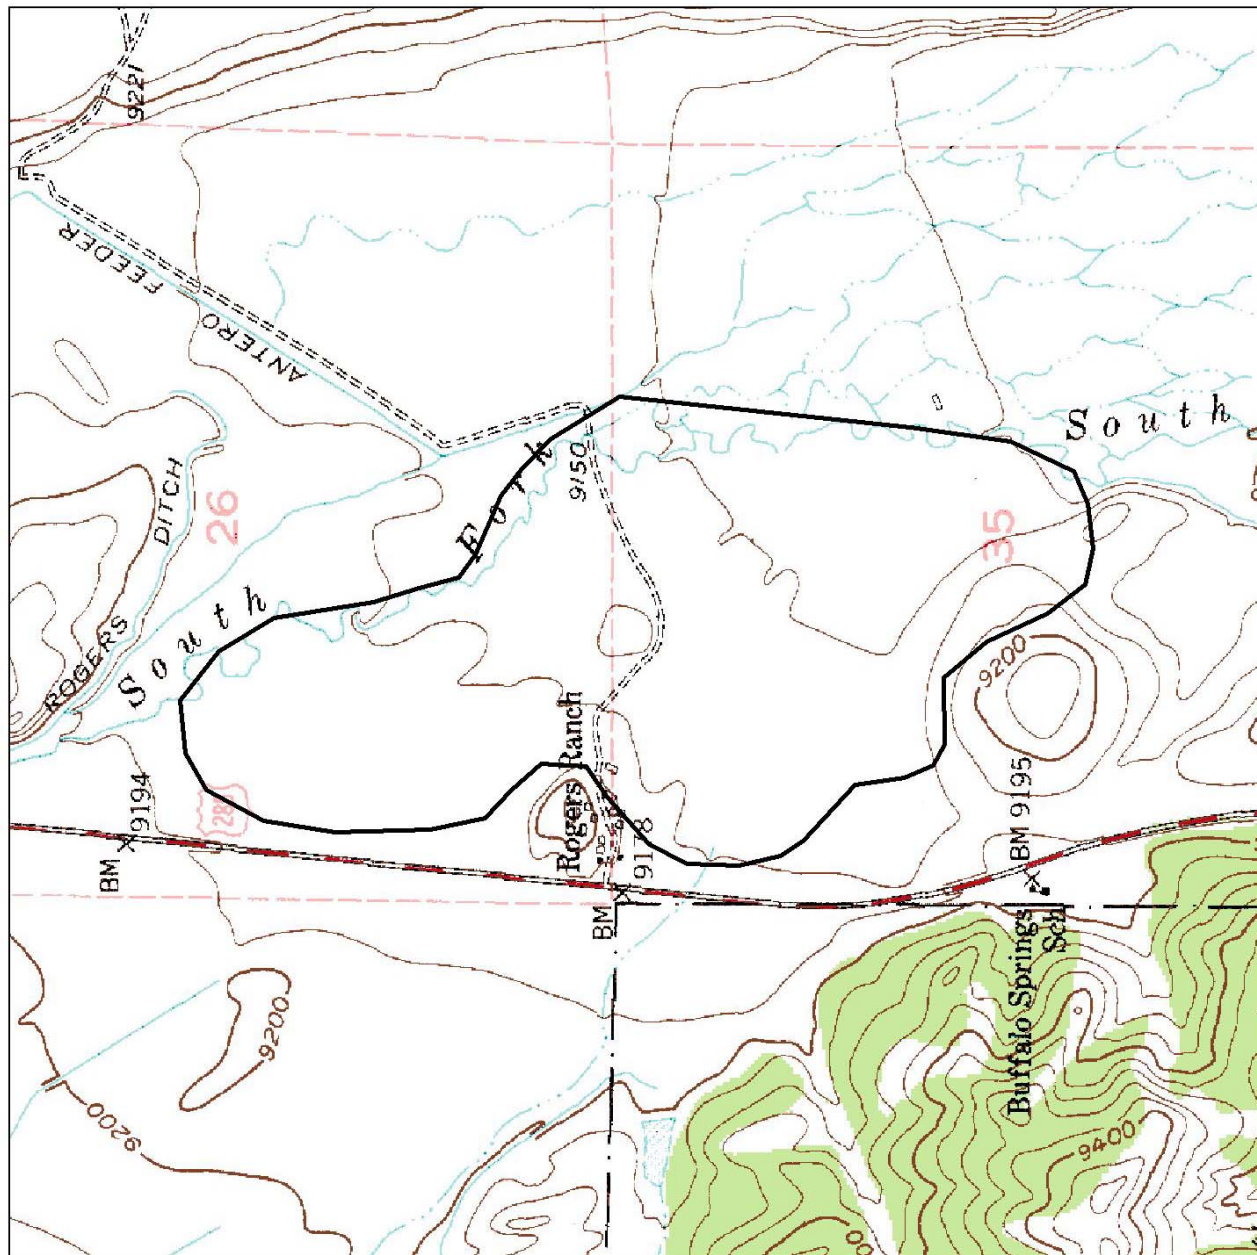 9221
FEEDER
ANTERO
DITCH
26
ROGERS
South
Fork
9150
South
35
9200
Rogers Ranch
BM 9194
285
BM 9178
BM 9195
Buffalo Springs
Sch
9200
9200
9400